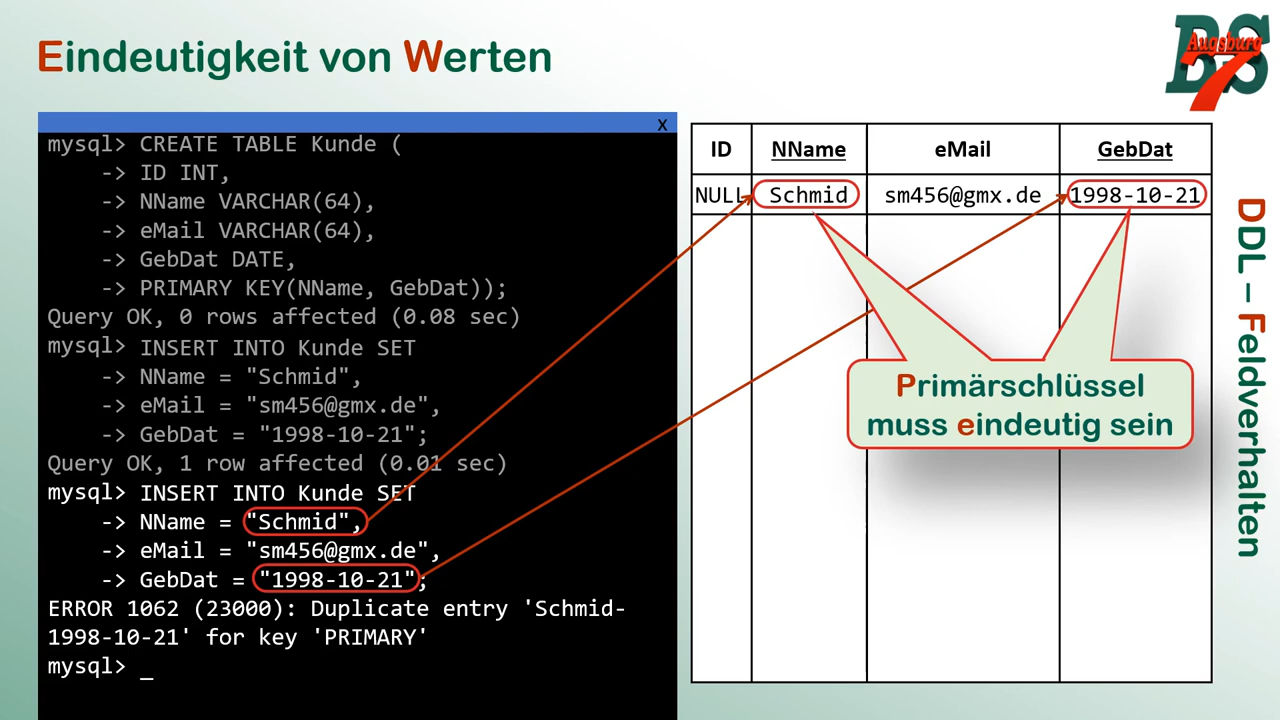 Eindeutigkeit von Werten
BS
Augsburg
7
x
mysql> CREATE TABLE Kunde (
-> ID INT,
-> NName VARCHAR(64),
-> eMail VARCHAR(64),
-> GebDat DATE,
-> PRIMARY KEY(NName, GebDat));
Query OK, 0 rows affected (0.08 sec)
mysql> INSERT INTO Kunde SET
-> NName = "Schmid",
-> eMail = "sm456@gmx.de",
-> GebDat = "1998-10-21";
Query OK, 1 row affected (0.01 sec)
mysql> INSERT INTO Kunde SET
-> NName = "Schmid",
-> eMail = "sm456@gmx.de",
-> GebDat = "1998-10-21";
ERROR 1062 (23000): Duplicate entry 'Schmid-
1998-10-21' for key 'PRIMARY'
mysql> _
ID NName eMail GebDat
NULL Schmid sm456@gmx.de 1998-10-21
Primärschlüssel
muss eindeutig sein
DDL – Feldverhalten